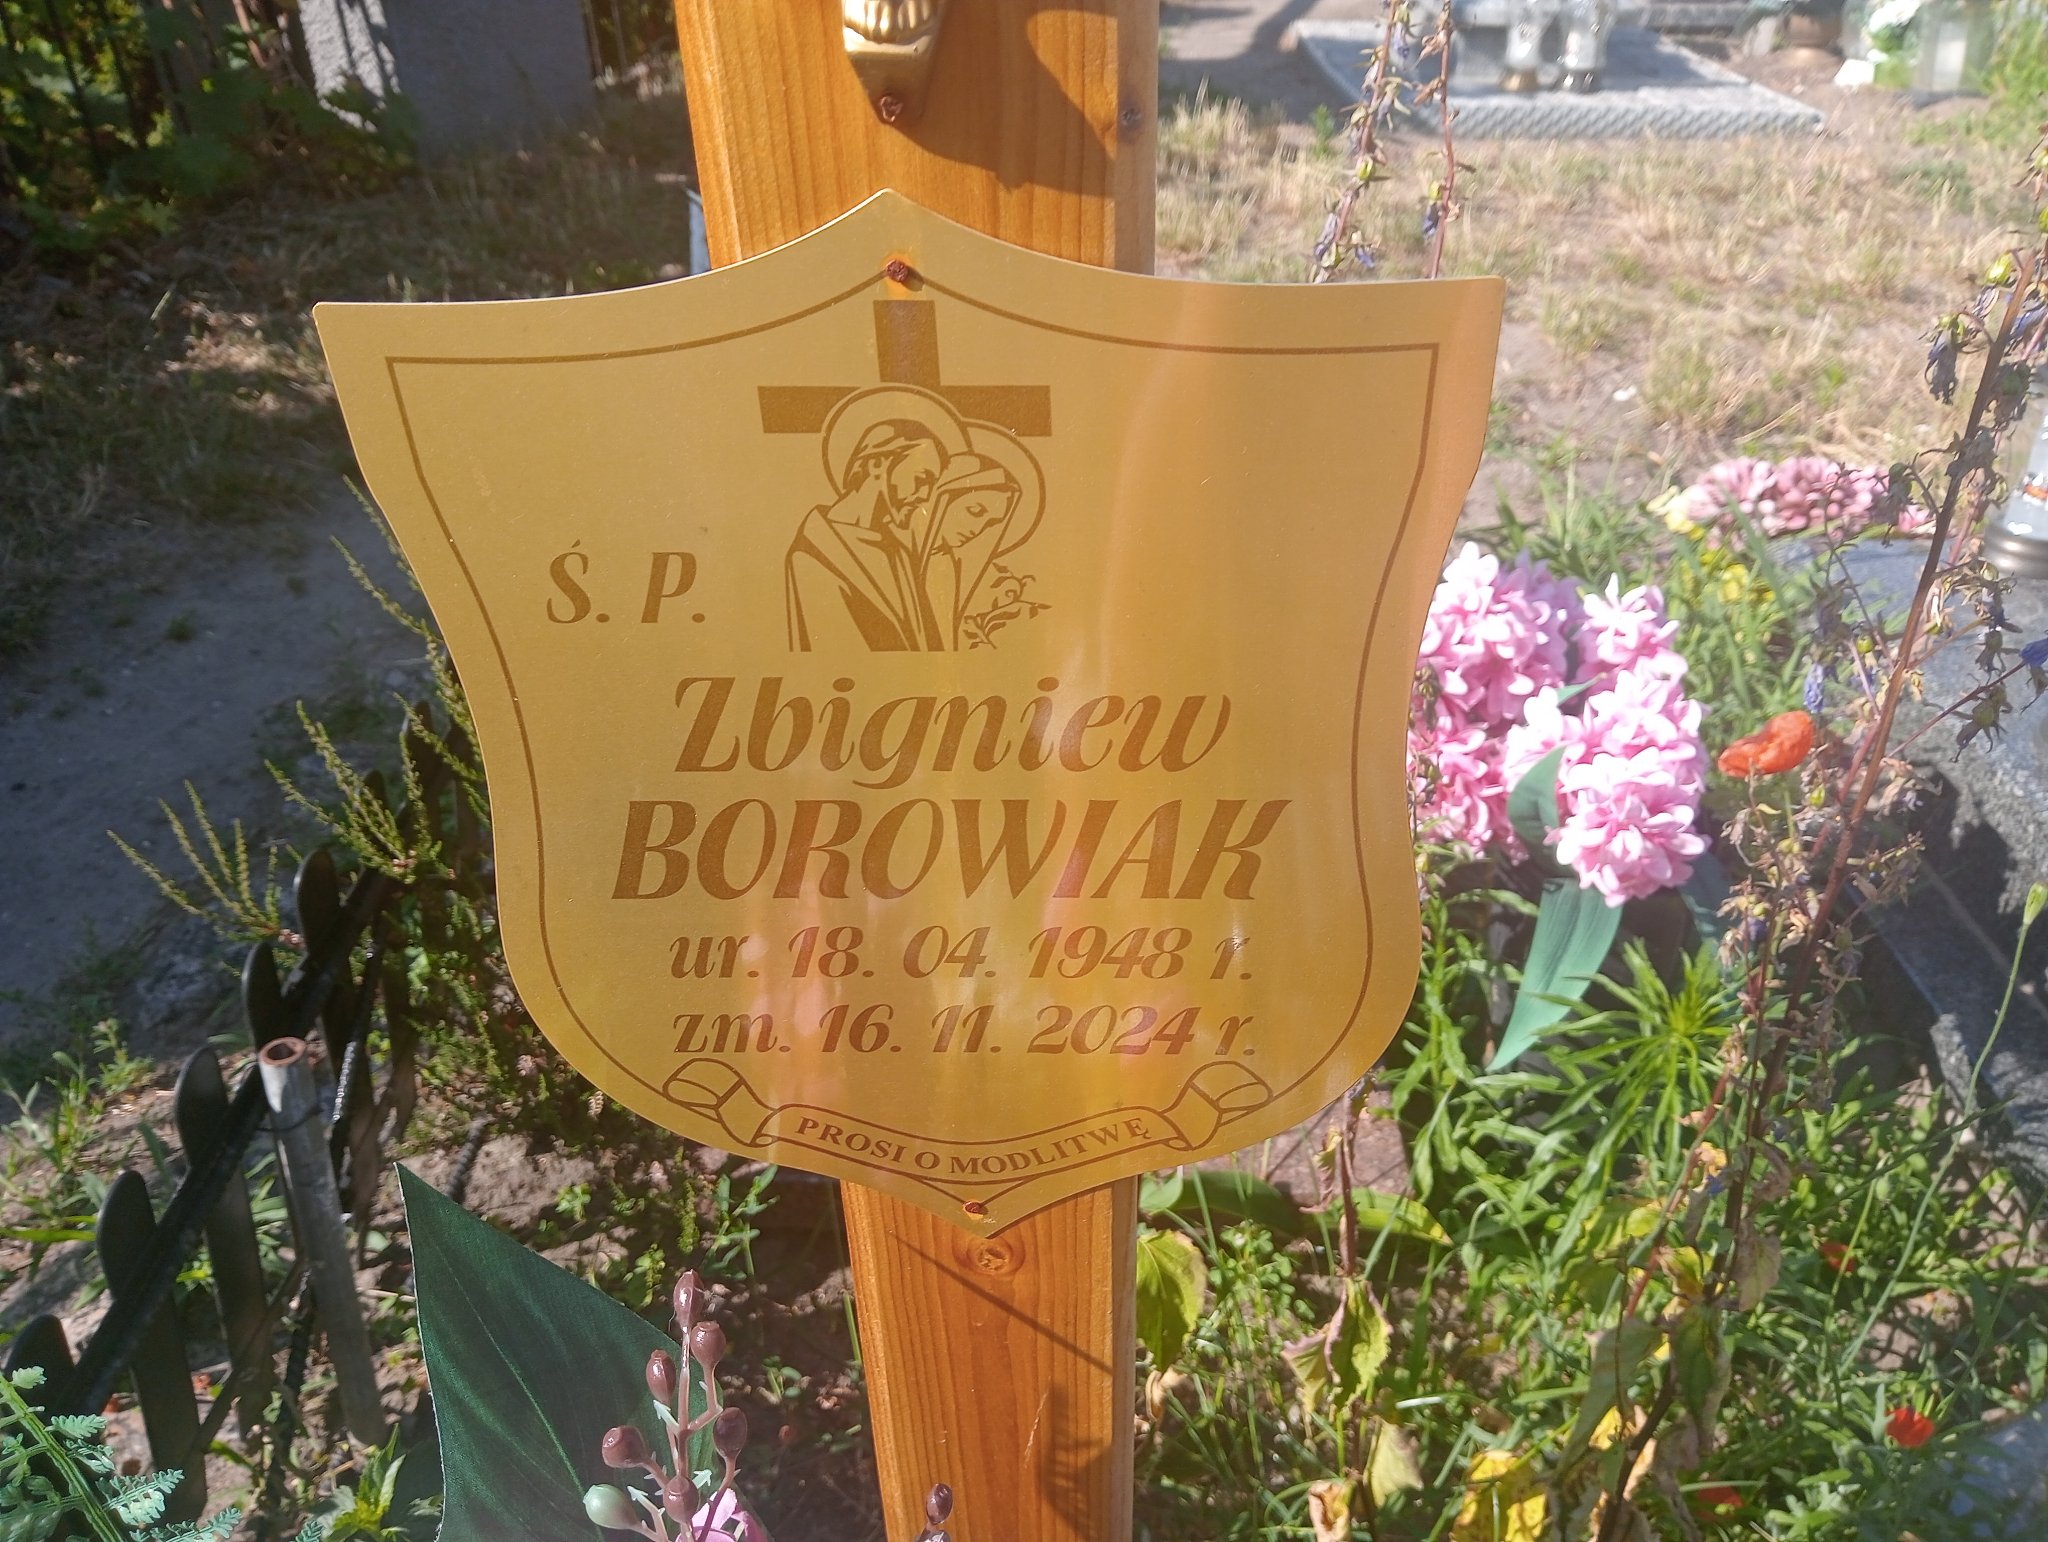 Ś. P.
Zbigniew
BOROWIAK
ur. 18. 04. 1948 r.
zm. 16. 11. 2024 r.
PROSI O MODLITWĘ